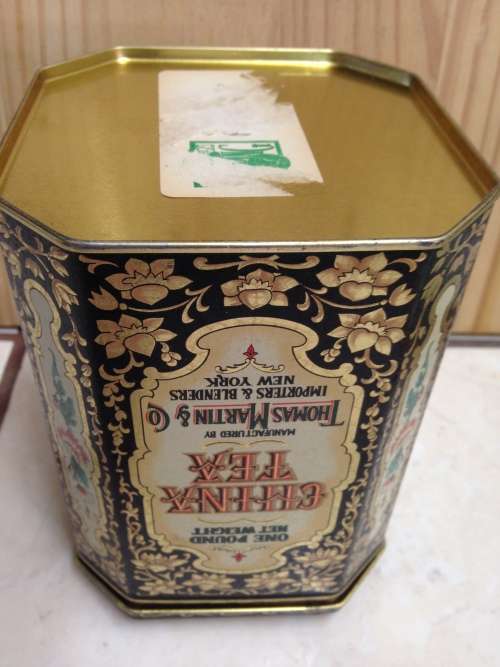 ONE POUND
NET WEIGHT
CHINA
TEA
MANUFACTURED BY
THOMAS MARTIN & CO
IMPORTERS & BLENDERS
NEW YORK